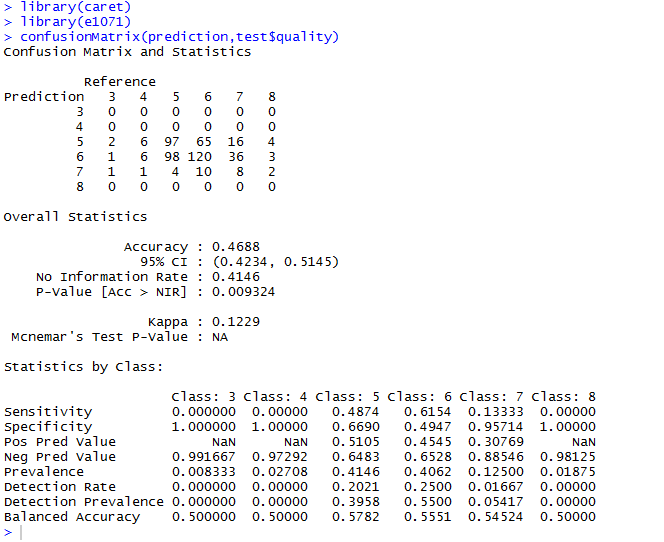 > library(caret)
> library(e1071)
> confusionMatrix(prediction,test$quality)
Confusion Matrix and Statistics
Reference
Prediction 3 4 5 6 7 8
3 0 0 0 0 0 0
4 0 0 0 0 0 0
5 2 6 97 65 16 4
6 1 6 98 120 36 3
7 1 1 4 10 8 2
8 0 0 0 0 0 0
Overall Statistics
Accuracy : 0.4688
95% CI : (0.4234, 0.5145)
No Information Rate : 0.4146
P-Value [Acc > NIR] : 0.009324
Kappa : 0.1229
Mcnemar's Test P-Value : NA
Statistics by Class:
Class: 3 Class: 4 Class: 5 Class: 6 Class: 7 Class: 8
Sensitivity 0.000000 0.00000 0.4874 0.6154 0.13333 0.00000
Specificity 1.000000 1.00000 0.6690 0.4947 0.95714 1.00000
Pos Pred Value NaN NaN 0.5105 0.4545 0.30769 NaN
Neg Pred Value 0.991667 0.97292 0.6483 0.6528 0.88546 0.98125
Prevalence 0.008333 0.02708 0.4146 0.4062 0.12500 0.01875
Detection Rate 0.000000 0.00000 0.2021 0.2500 0.01667 0.00000
Detection Prevalence 0.000000 0.00000 0.3958 0.5500 0.05417 0.00000
Balanced Accuracy 0.500000 0.50000 0.5782 0.5551 0.54524 0.50000
>